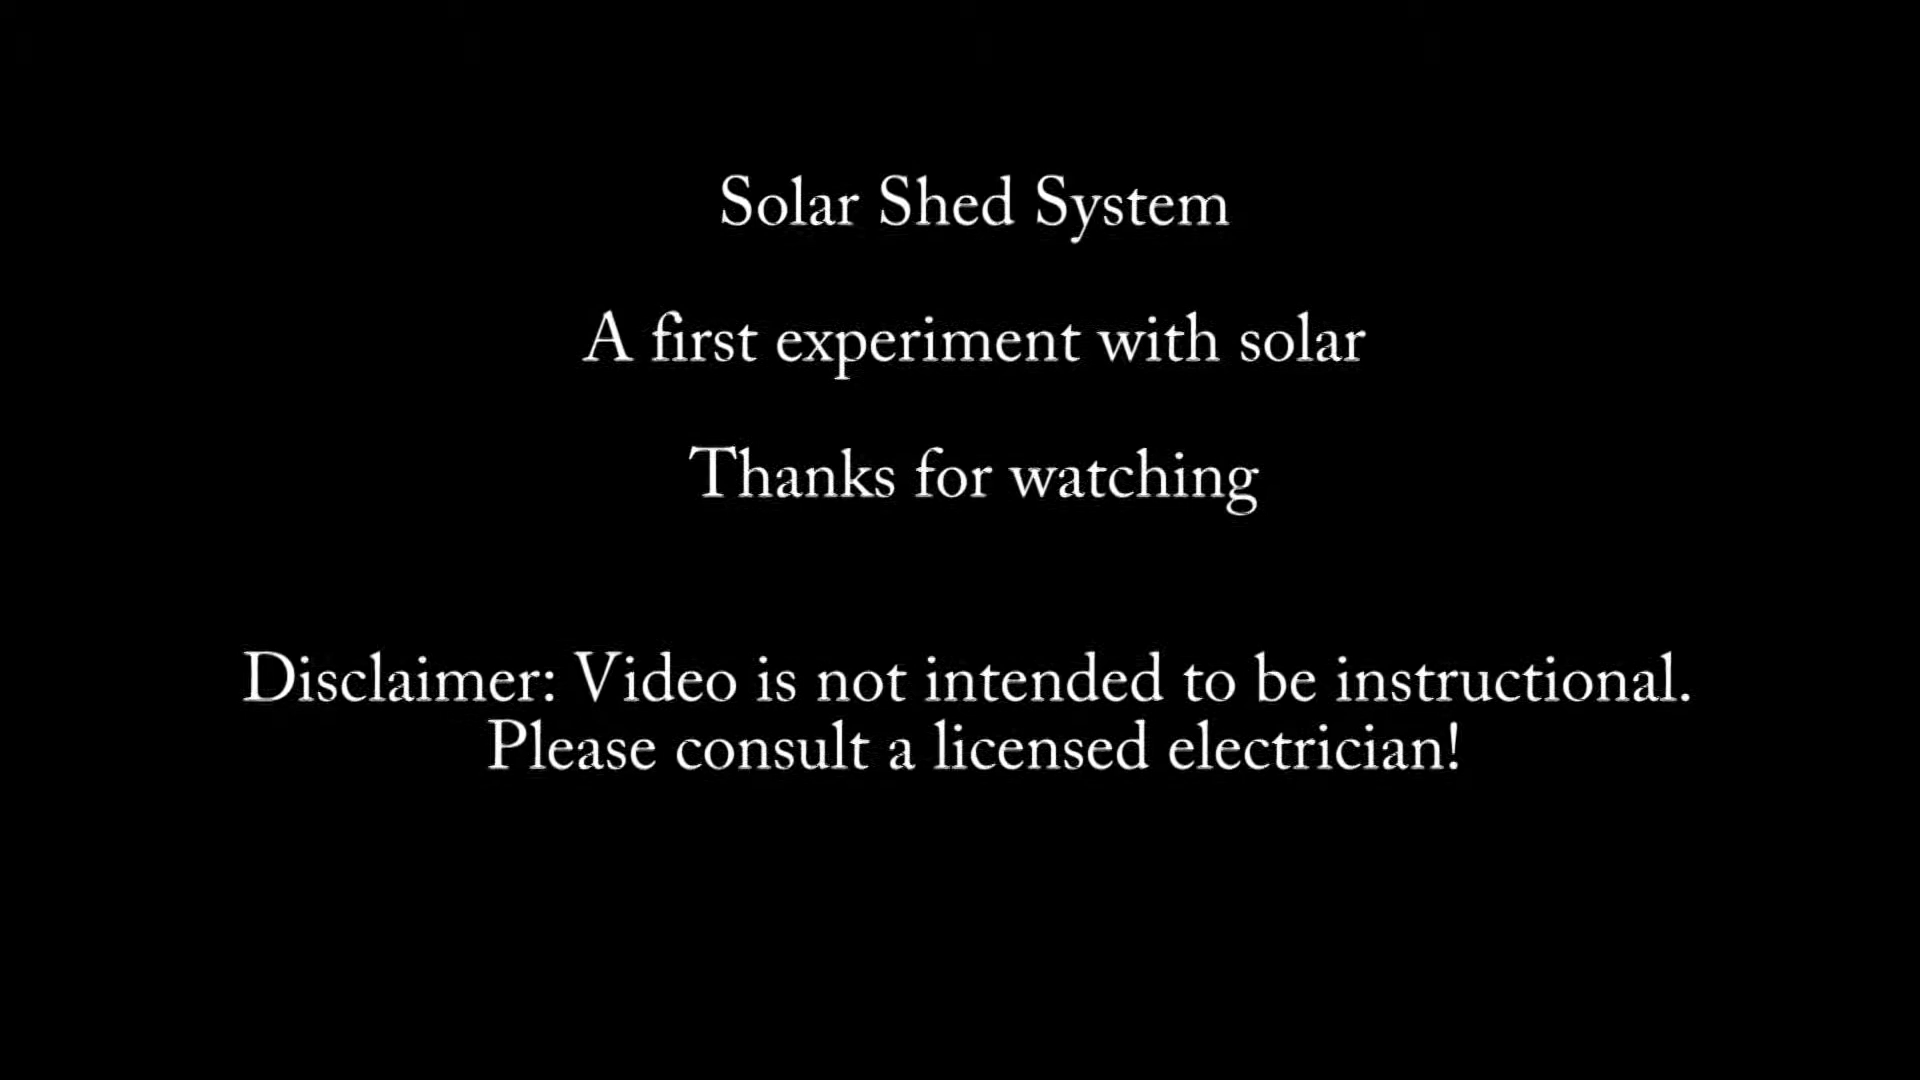 Solar Shed System
A first experiment with solar
Thanks for watching
Disclaimer: Video is not intended to be instructional.
Please consult a licensed electrician!